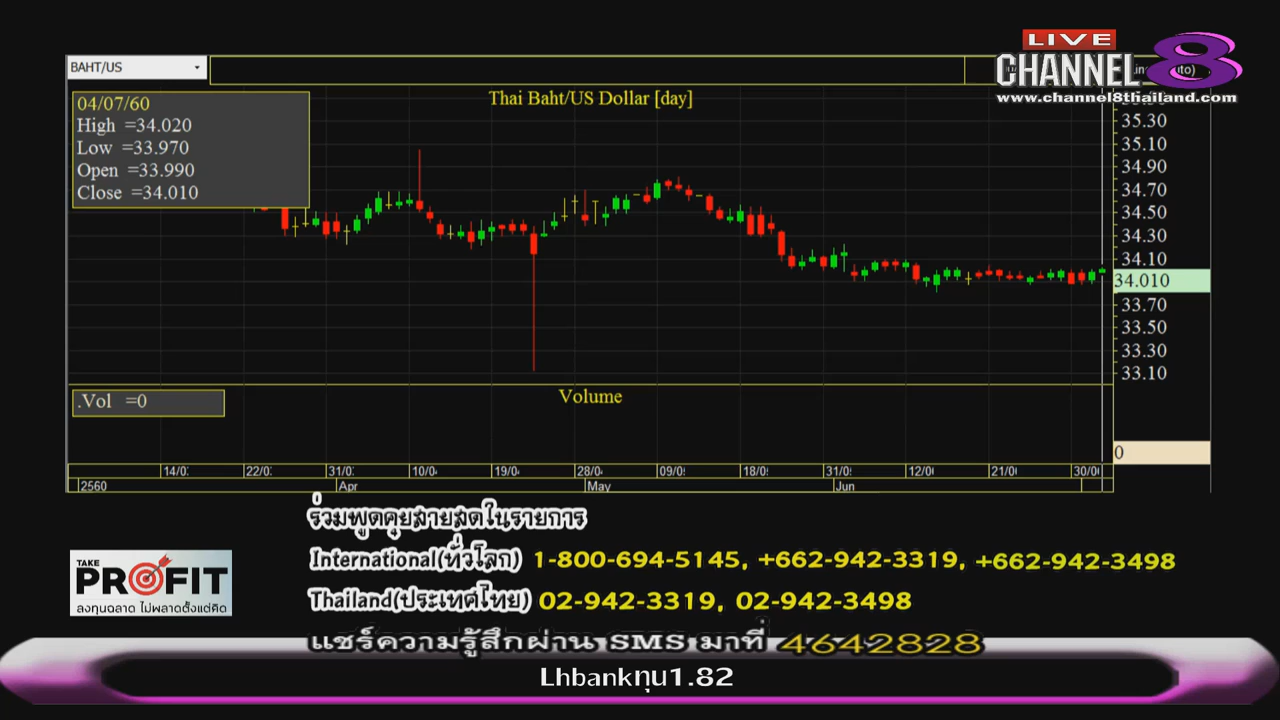 LIVE
CHANNEL 8
www.channel8thailand.com
BAHT/US
Thai Baht/US Dollar [day]
04/07/60
High =34.020
Low =33.970
Open =33.990
Close =34.010
35.30
35.10
34.90
34.70
34.50
34.30
34.10
34.010
33.70
33.50
33.30
33.10
.Vol =0
Volume
0
14/0 22/0 31/0 10/0 19/0 28/0 09/0 18/0 31/0 12/0 21/0 30/0
2560 Apr May Jun
ร่วมพูดคุยสายสดในรายการ
International(ทั่วโลก) 1-800-694-5145, +662-942-3319, +662-942-3498
Thailand(ประเทศไทย) 02-942-3319, 02-942-3498
แชร์ความรู้สึกผ่าน SMS มาที่ 4642828
TAKE
PROFIT
ลงทุนฉลาด ไม่พลาดตั้งแต่คิด
Lhbankทุน1.82